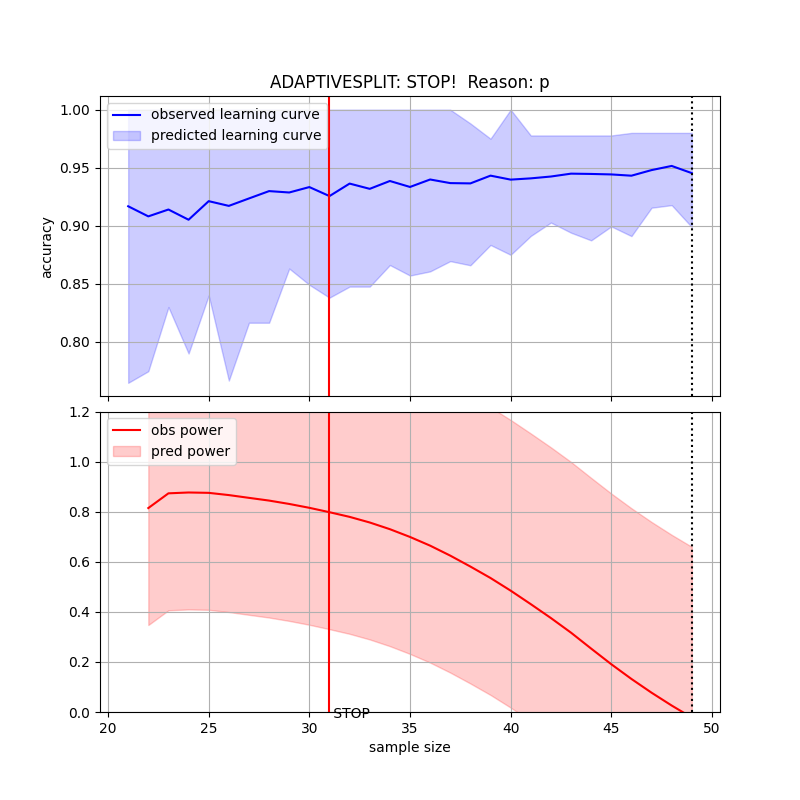 ADAPTIVESPLIT: STOP!  Reason: p
1.00
0.95
0.90
0.85
0.80
accuracy
observed learning curve
predicted learning curve
1.2
1.0
0.8
0.6
0.4
0.2
0.0
obs power
pred power
STOP
20 25 30 35 40 45 50
sample size